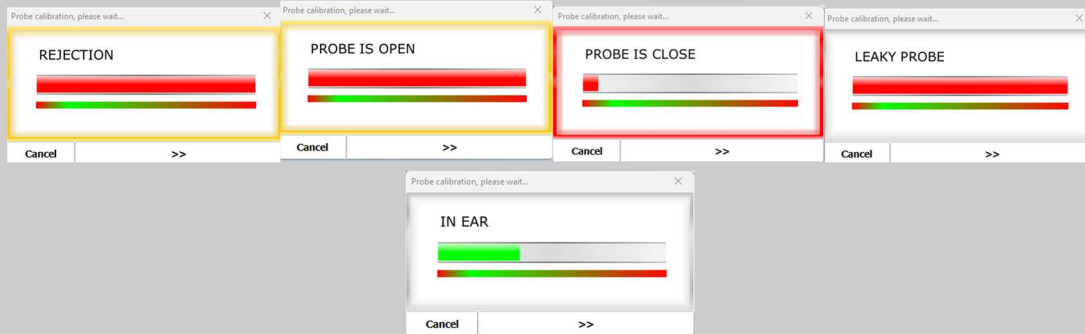 Probe calibration, please wait...
REJECTION
Cancel >>
Probe calibration, please wait...
PROBE IS OPEN
Cancel >>
Probe calibration, please wait...
PROBE IS CLOSE
Cancel >>
Probe calibration, please wait...
LEAKY PROBE
Cancel >>
Probe calibration, please wait...
IN EAR
Cancel >>